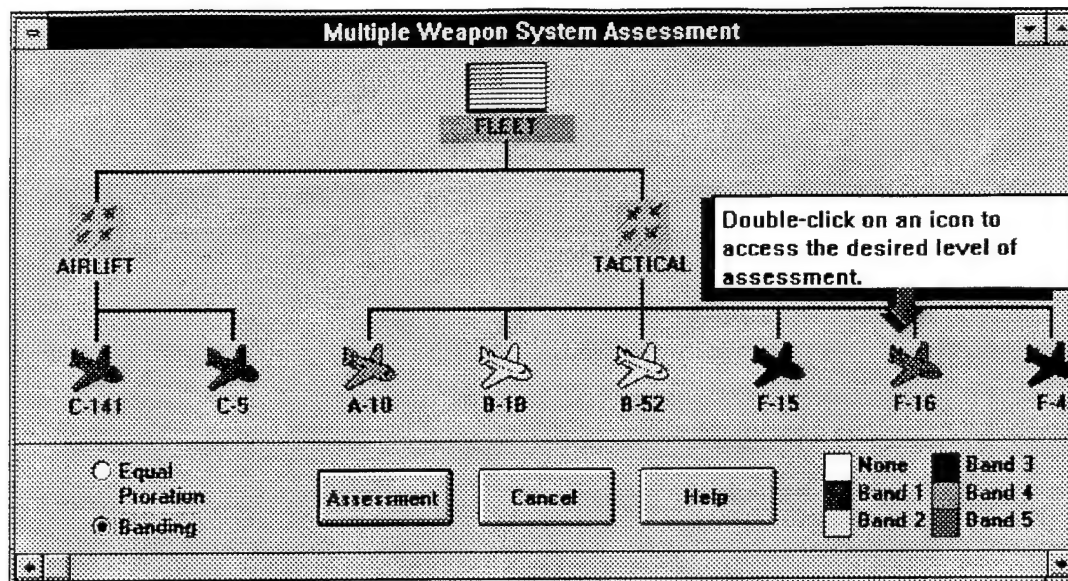 Multiple Weapon System Assessment
FLEET
AIRLIFT
TACTICAL
Double-click on an icon to
access the desired level of
assessment.
C-141
C-5
A-10
B-1B
B-52
F-15
F-16
F-4
Equal
Proration
Banding
Assessment
Cancel
Help
None
Band 1
Band 2
Band 3
Band 4
Band 5